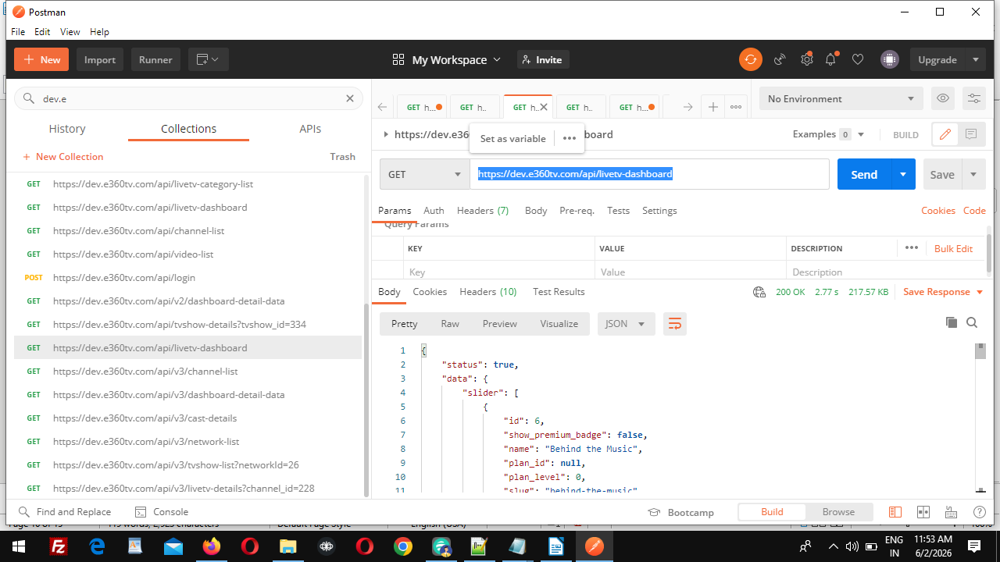 Postman
File Edit View Help
New Import Runner My Workspace Invite Upgrade
dev.e
History Collections APIs
New Collection Trash
GET https://dev.e360tv.com/api/livetv-category-list
GET https://dev.e360tv.com/api/livetv-dashboard
GET https://dev.e360tv.com/api/channel-list
GET https://dev.e360tv.com/api/video-list
POST https://dev.e360tv.com/api/login
GET https://dev.e360tv.com/api/v2/dashboard-detail-data
GET https://dev.e360tv.com/api/tvshow-details?tvshow_id=334
GET https://dev.e360tv.com/api/livetv-dashboard
GET https://dev.e360tv.com/api/v3/channel-list
GET https://dev.e360tv.com/api/v3/dashboard-detail-data
GET https://dev.e360tv.com/api/v3/cast-details
GET https://dev.e360tv.com/api/v3/network-list
GET https://dev.e360tv.com/api/v3/tvshow-list?networkId=26
GET https://dev.e360tv.com/api/v3/livetv-details?channel_id=228
GET h... GET h.. GET h.. GET h.. GET h... No Environment
https://dev.e36 board Examples 0 BUILD
Set as variable
GET https://dev.e360tv.com/api/livetv-dashboard Send Save
Params Auth Headers (7) Body Pre-req. Tests Settings Cookies Code
Query Params
KEY VALUE DESCRIPTION Bulk Edit
Key Value Description
Body Cookies Headers (10) Test Results 200 OK 2.77 s 217.57 KB Save Response
Pretty Raw Preview Visualize JSON
1 {
2 "status": true,
3 "data": {
4 "slider": [
5 {
6 "id": 6,
7 "show_premium_badge": false,
8 "name": "Behind the Music",
9 "plan_id": null,
10 "plan_level": 0,
11 "slug": "behind-the-music"
Find and Replace Console Bootcamp Build Browse
ENG 11:53 AM
IN 6/2/2026